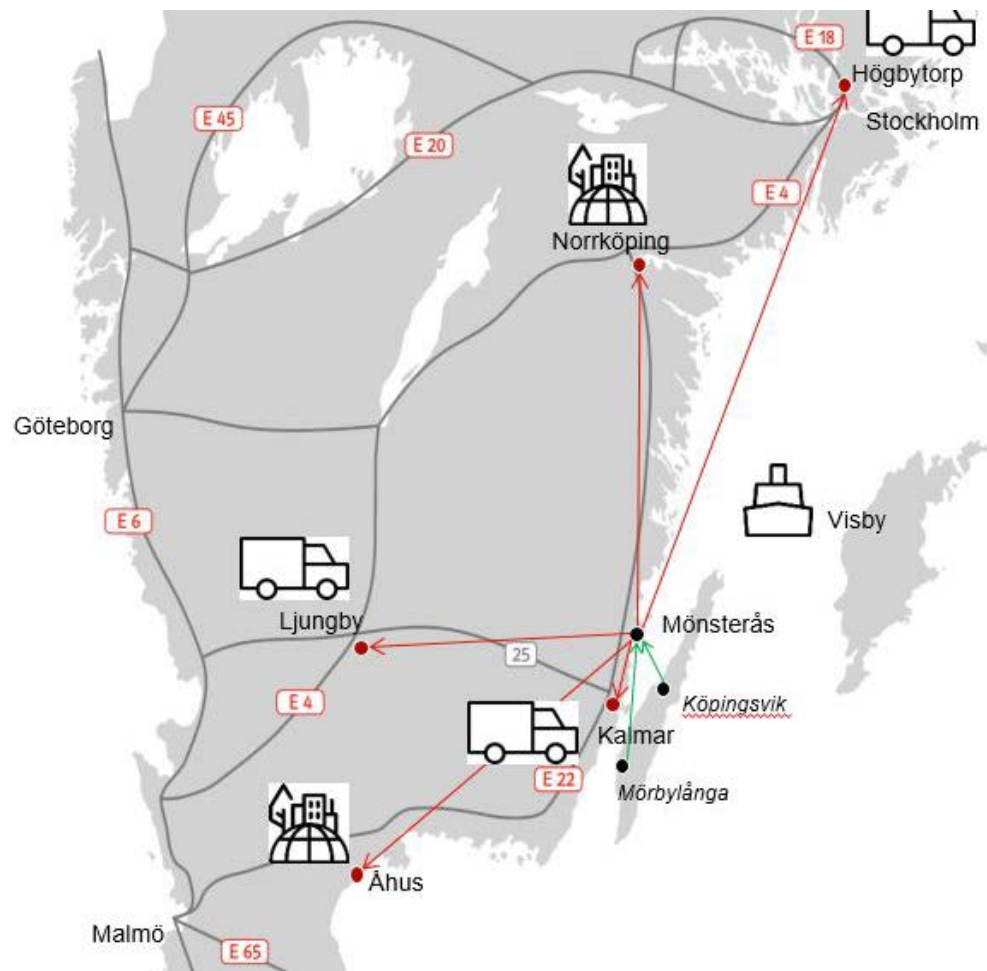 E 18
Högbytorp
Stockholm
E 45
E 20
E 4
Norrköping
Göteborg
E 6
Visby
Ljungby
Mönsterås
25
E 4
Köpingsvik
Kalmar
E 22
Mörbylånga
Åhus
Malmö
E 65